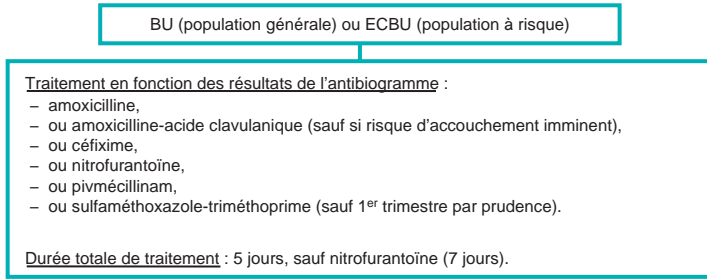 BU (population générale) ou ECBU (population à risque)
Traitement en fonction des résultats de l'antibiogramme :
– amoxicilline,
– ou amoxicilline-acide clavulanique (sauf si risque d'accouchement imminent),
– ou céfixime,
– ou nitrofurantoïne,
– ou pivmécillinam,
– ou sulfaméthoxazole-triméthoprime (sauf 1er trimestre par prudence).
Durée totale de traitement : 5 jours, sauf nitrofurantoïne (7 jours).